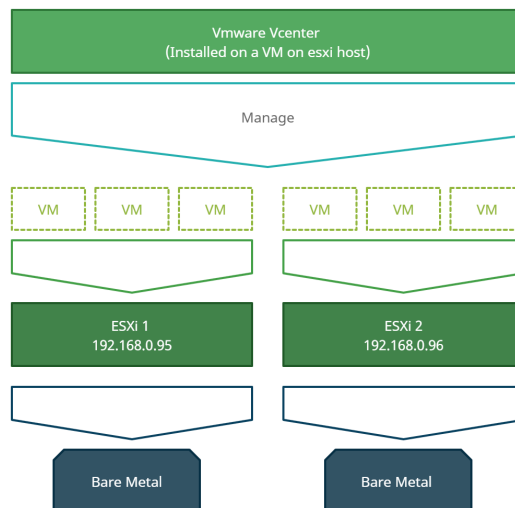 Vmware Vcenter
(Installed on a VM on esxi host)
Manage
VM
VM
VM
VM
VM
VM
ESXi 1
192.168.0.95
ESXi 2
192.168.0.96
Bare Metal
Bare Metal